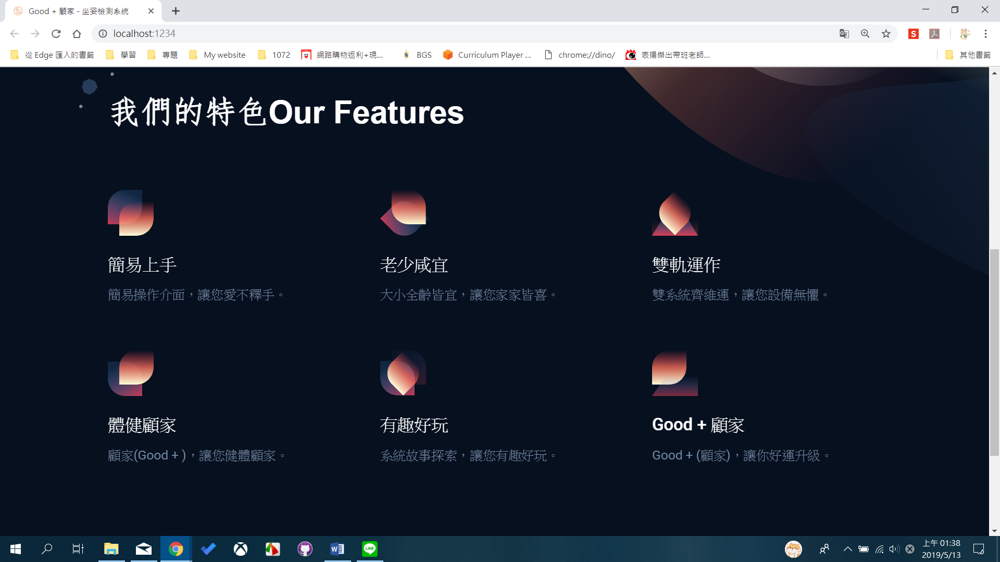 Good + 顧家 - 坐姿檢測系統
localhost:1234
從 Edge 匯入的書籤
學習
專題
My website
1072
網路購物返利+現...
BGS
Curriculum Player ...
chrome://dino/
表揚傑出帶班老師...
其他書籤
我們的特色Our Features
簡易上手
老少咸宜
雙軌運作
簡易操作介面，讓您愛不釋手。
大小全齡皆宜，讓您家家皆喜。
雙系統齊維運，讓您設備無懼。
體健顧家
有趣好玩
Good + 顧家
顧家(Good + )，讓您健體顧家。
系統故事探索，讓您有趣好玩。
Good + (顧家)，讓你好運升級。
上午 01:38
2019/5/13